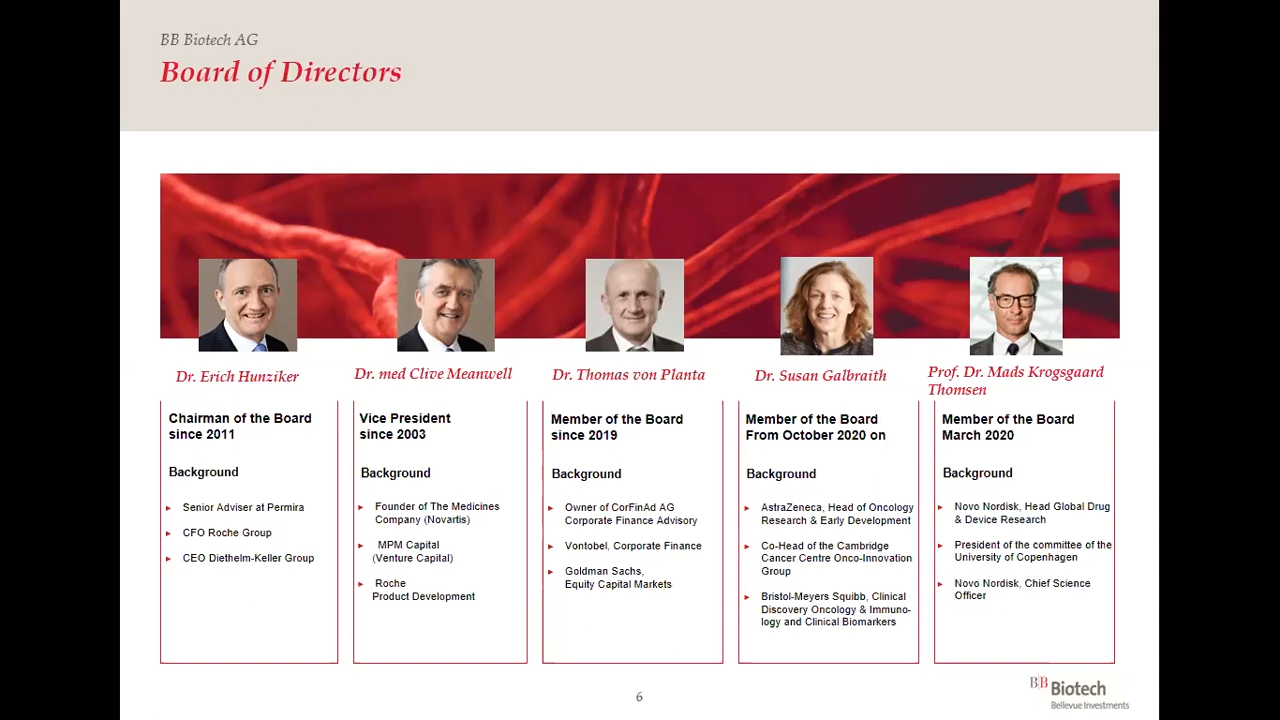 BB Biotech AG
Board of Directors
Dr. Erich Hunziker
Chairman of the Board
since 2011
Background
Senior Adviser at Permira
CFO Roche Group
CEO Diethelm-Keller Group
Dr. med Clive Meanwell
Vice President
since 2003
Background
Founder of The Medicines
Company (Novartis)
MPM Capital
(Venture Capital)
Roche
Product Development
Dr. Thomas von Planta
Member of the Board
since 2019
Background
Owner of CorFinAd AG
Corporate Finance Advisory
Vontobel, Corporate Finance
Goldman Sachs,
Equity Capital Markets
Dr. Susan Galbraith
Member of the Board
From October 2020 on
Background
AstraZeneca, Head of Oncology
Research & Early Development
Co-Head of the Cambridge
Cancer Centre Onco-Innovation
Group
Bristol-Meyers Squibb, Clinical
Discovery Oncology & Immuno-
logy and Clinical Biomarkers
Prof. Dr. Mads Krogsgaard
Thomsen
Member of the Board
March 2020
Background
Novo Nordisk, Head Global Drug
& Device Research
President of the committee of the
University of Copenhagen
Novo Nordisk, Chief Science
Officer
6
BB Biotech
Bellevue Investments